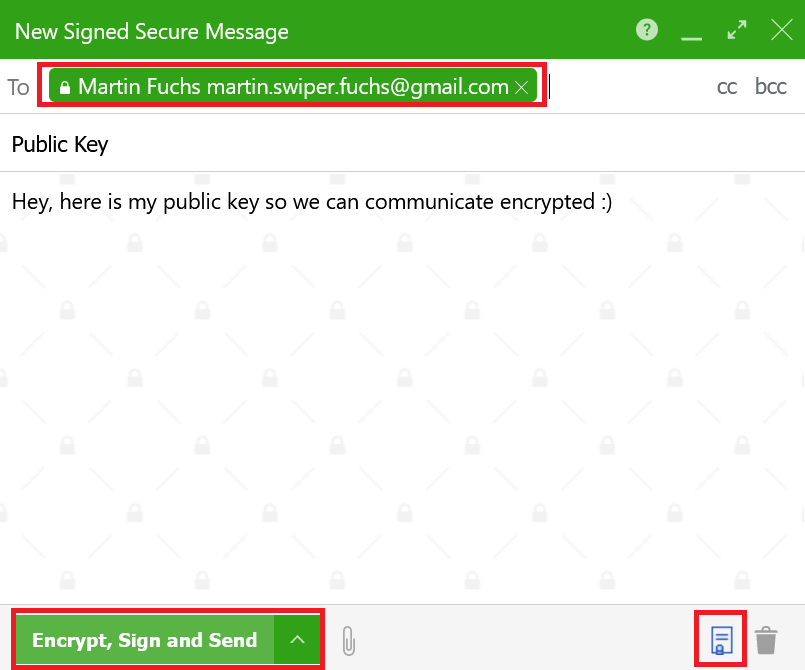 New Signed Secure Message
To Martin Fuchs martin.swiper.fuchs@gmail.com cc bcc
Public Key
Hey, here is my public key so we can communicate encrypted :)
Encrypt, Sign and Send